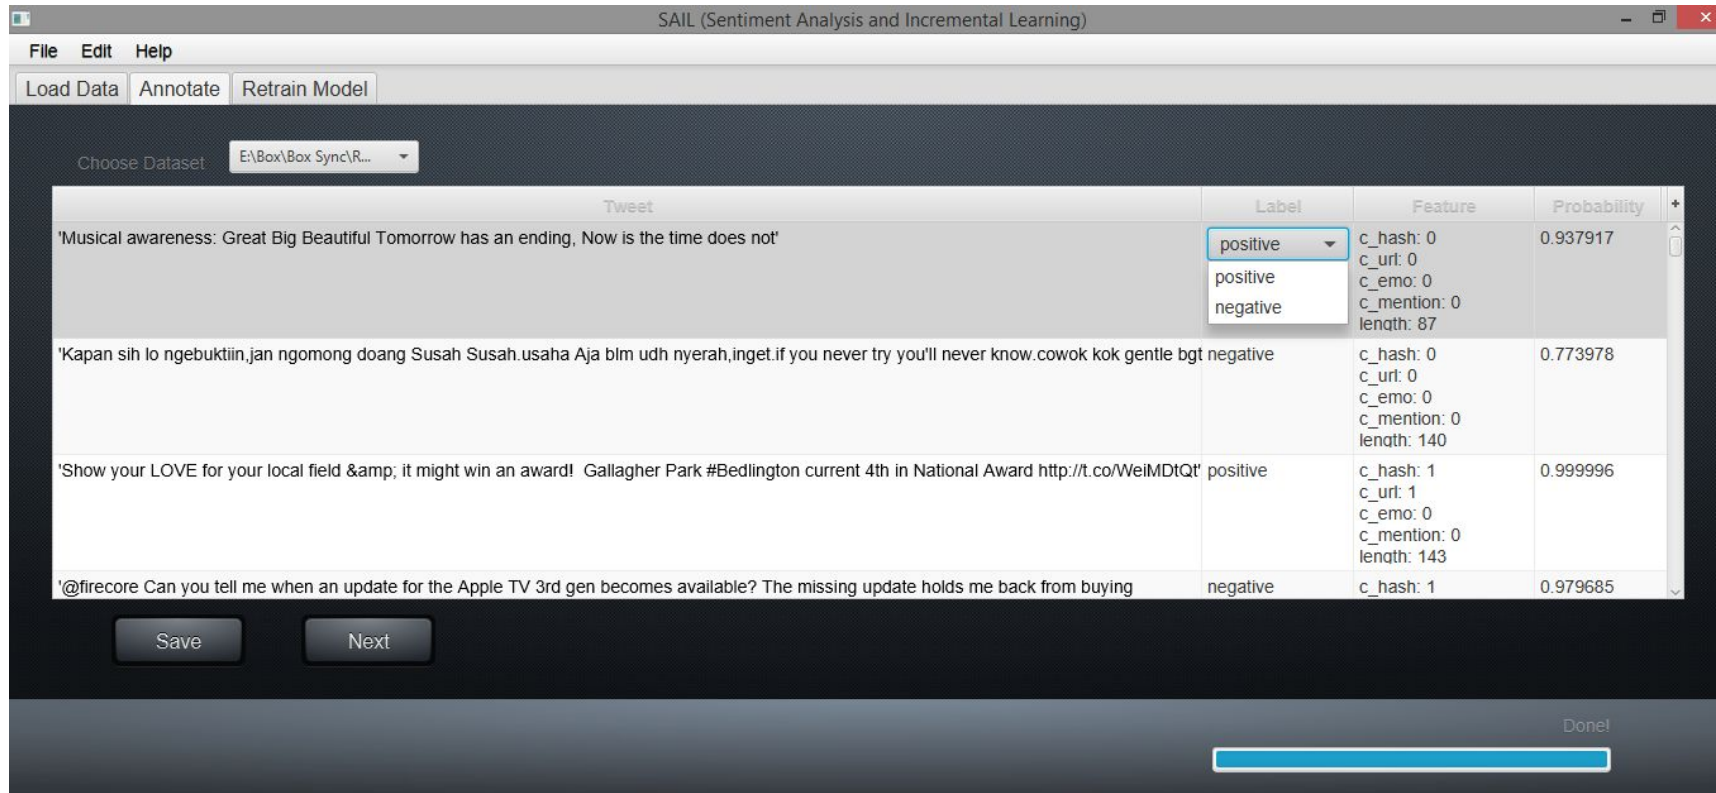 SAIL (Sentiment Analysis and Incremental Learning)
File Edit Help
Load Data Annotate Retrain Model
Choose Dataset E:\Box\Box Sync\R...
Tweet Label Feature Probability +
'Musical awareness: Great Big Beautiful Tomorrow has an ending, Now is the time does not' positive c_hash: 0 0.937917
c_url: 0
positive c_emo: 0
negative c_mention: 0
length: 87
'Kapan sih lo ngebuktiin,jan ngomong doang Susah Susah.usaha Aja blm udh nyerah,inget.if you never try you'll never know.cowok kok gentle bgt negative c_hash: 0 0.773978
c_url: 0
c_emo: 0
c_mention: 0
length: 140
'Show your LOVE for your local field &amp; it might win an award!  Gallagher Park #Bedlington current 4th in National Award http://t.co/WeiMDtQt' positive c_hash: 1 0.999996
c_url: 1
c_emo: 0
c_mention: 0
length: 143
'@firecore Can you tell me when an update for the Apple TV 3rd gen becomes available? The missing update holds me back from buying negative c_hash: 1 0.979685
Save Next
Done!